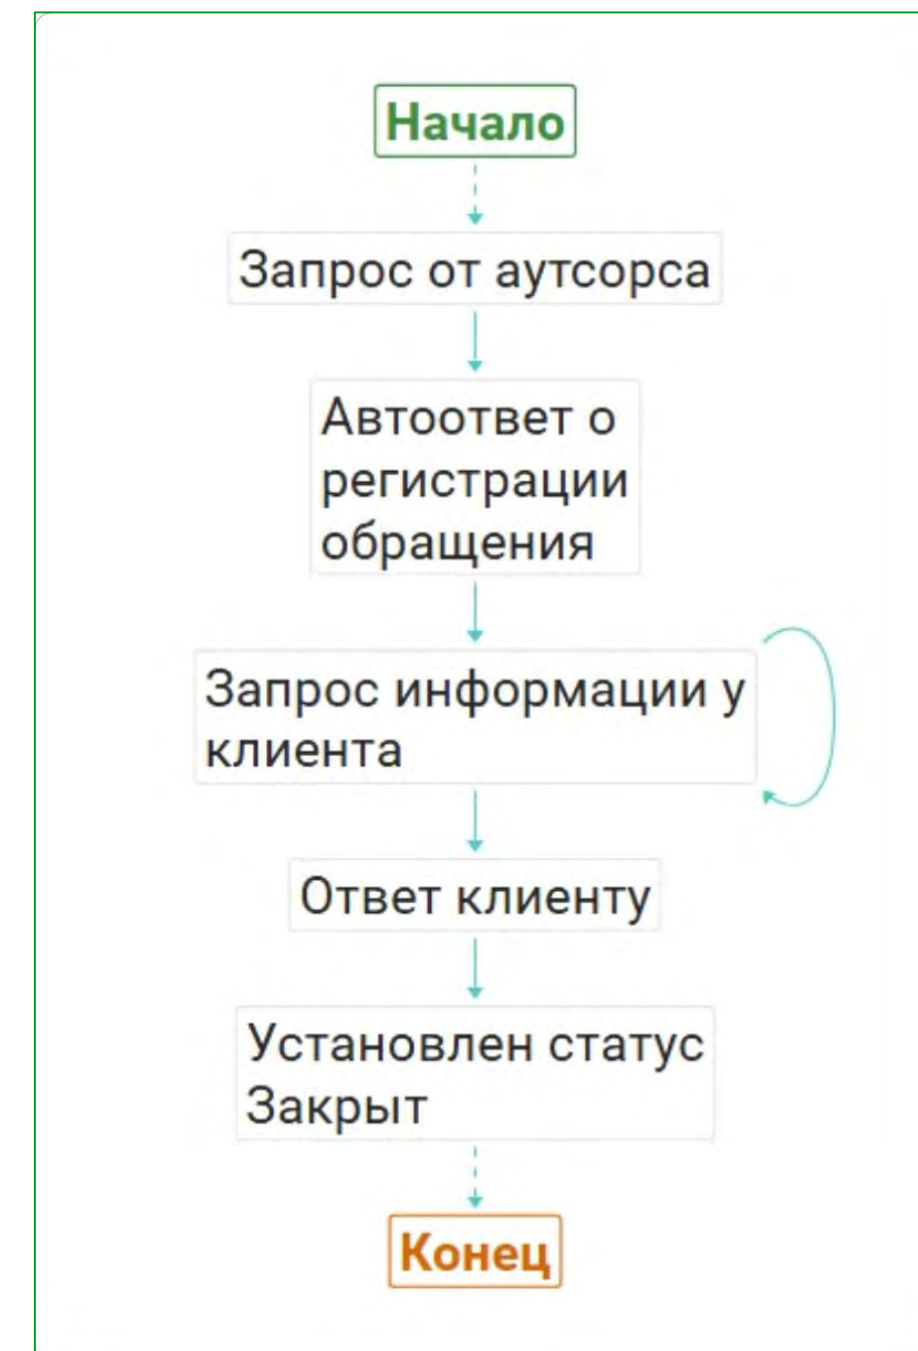 Начало
Запрос от аутсорса
Автоответ о
регистрации
обращения
Запрос информации у
клиента
Ответ клиенту
Установлен статус
Закрыт
Конец